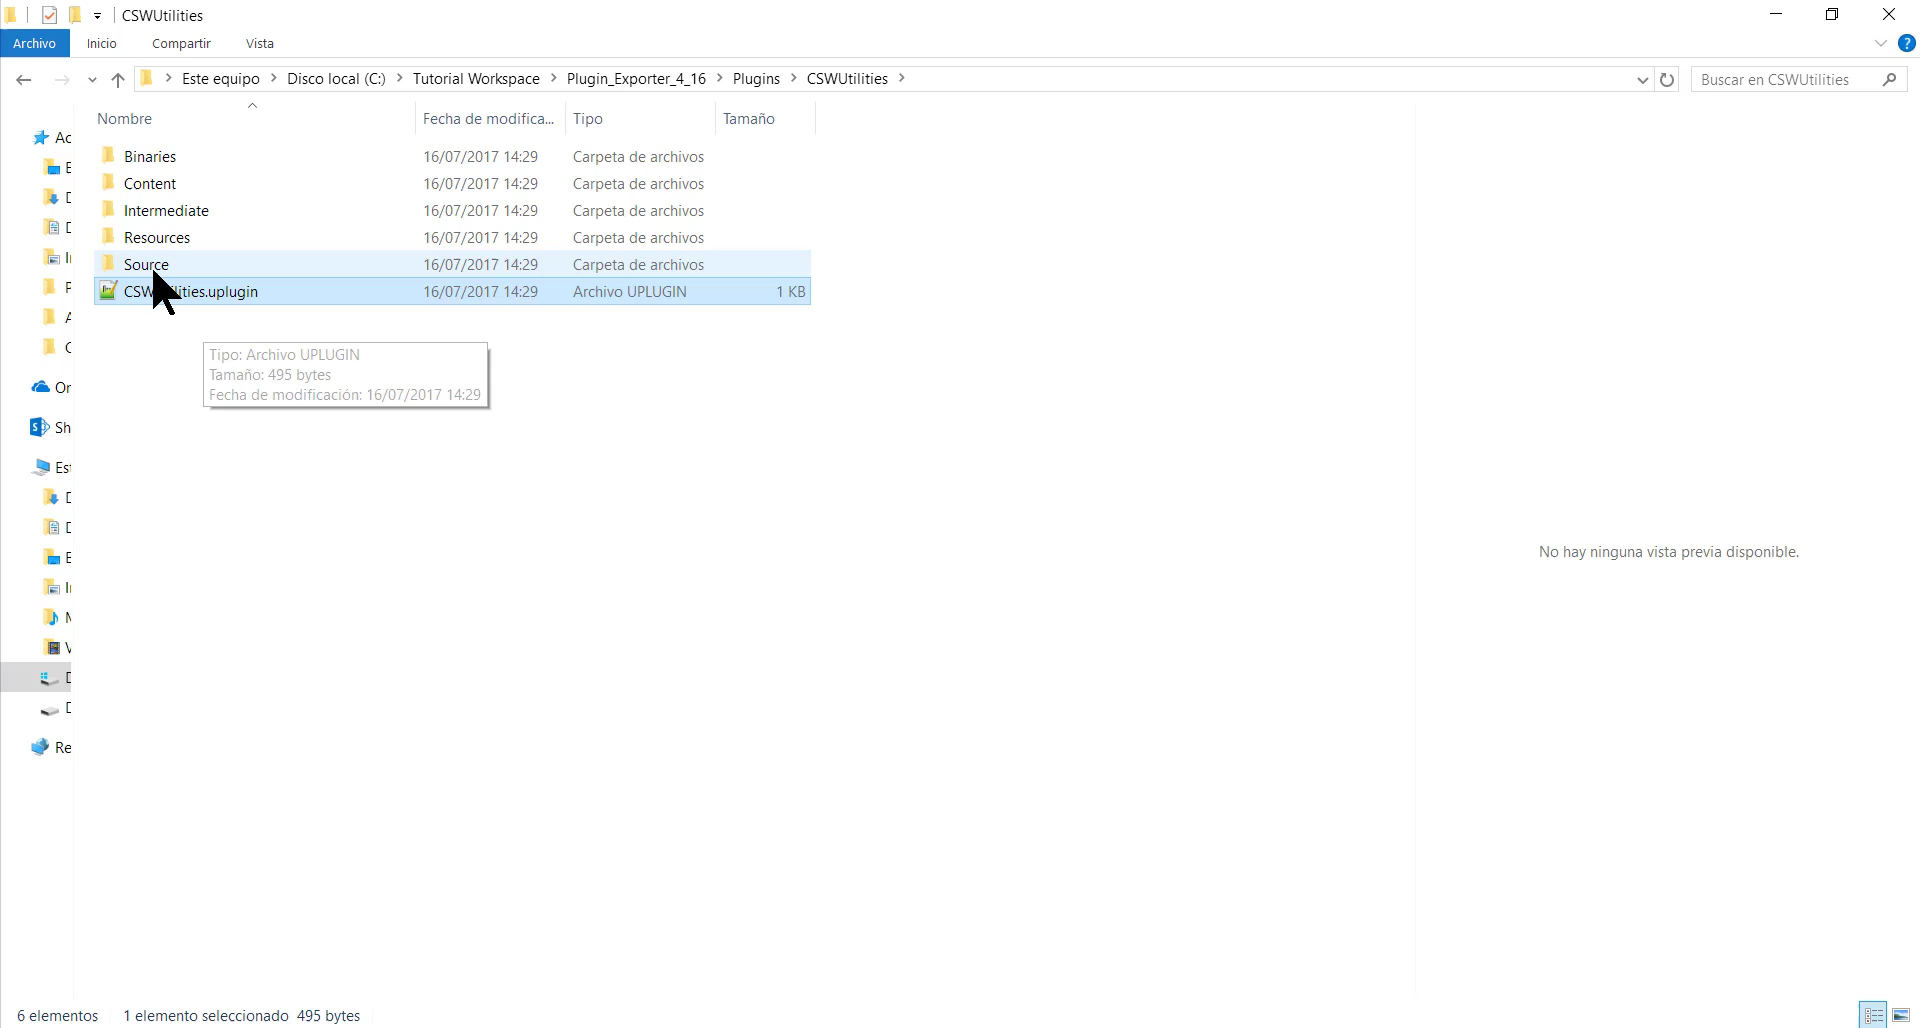 CSWUtilities
Archivo Inicio Compartir Vista
Este equipo Disco local (C:) Tutorial Workspace Plugin_Exporter_4_16 Plugins CSWUtilities
Buscar en CSWUtilities
Nombre Fecha de modifica... Tipo Tamaño
Binaries 16/07/2017 14:29 Carpeta de archivos
Content 16/07/2017 14:29 Carpeta de archivos
Intermediate 16/07/2017 14:29 Carpeta de archivos
Resources 16/07/2017 14:29 Carpeta de archivos
Source 16/07/2017 14:29 Carpeta de archivos
16/07/2017 14:29 Archivo UPLUGIN 1 KB
Tipo: Archivo UPLUGIN
Tamaño: 495 bytes
Fecha de modificación: 16/07/2017 14:29
No hay ninguna vista previa disponible.
6 elementos 1 elemento seleccionado 495 bytes